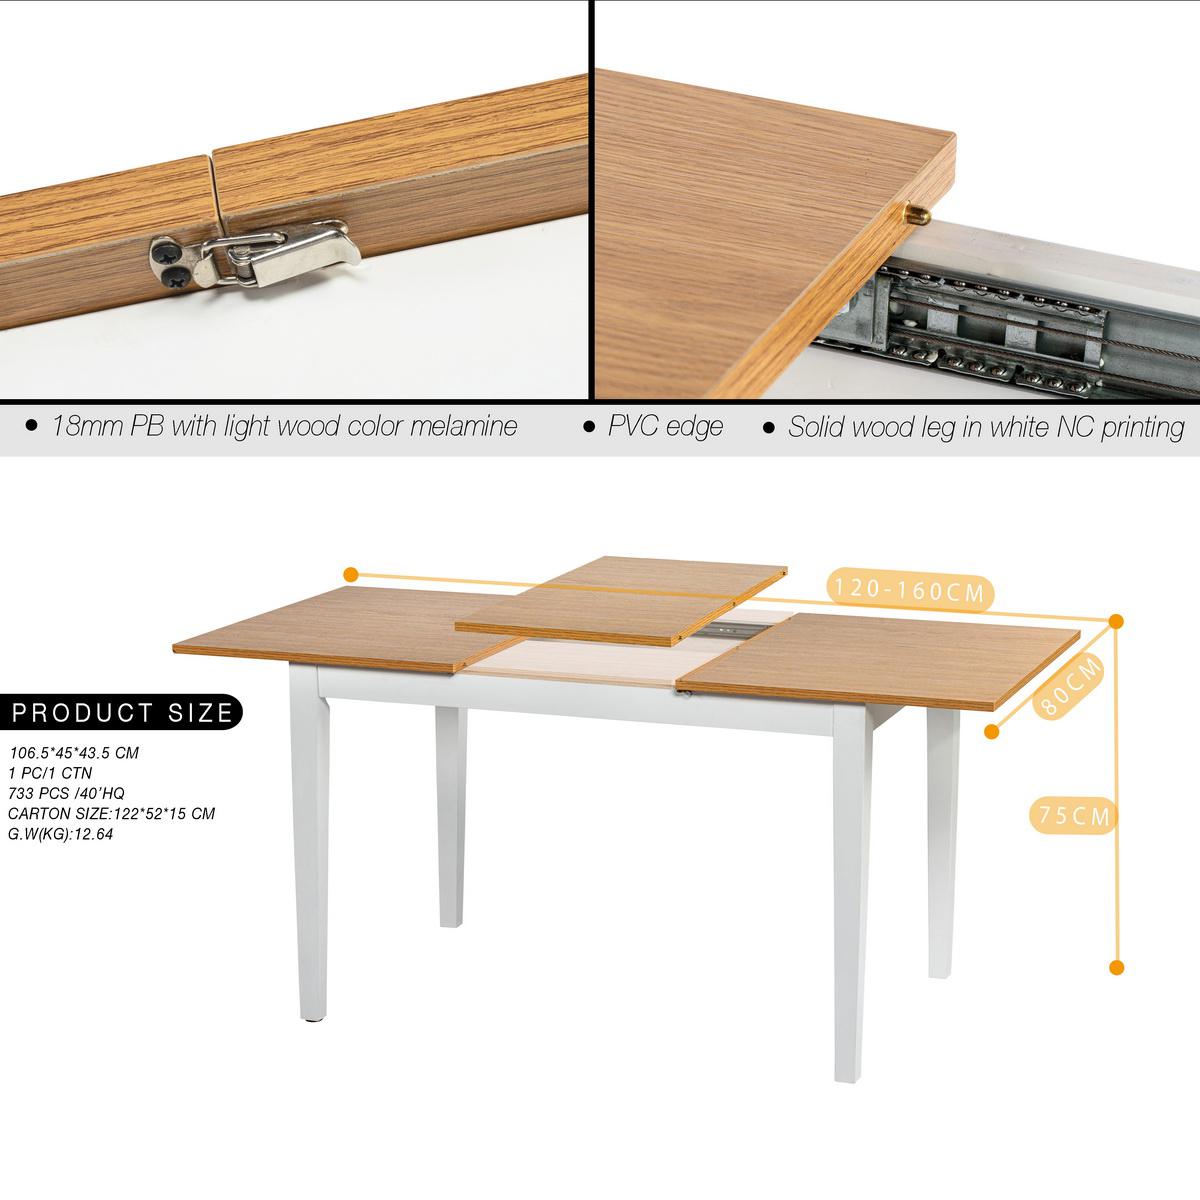 • 18mm PB with light wood color melamine • PVC edge • Solid wood leg in white NC printing
120-160CM
80CM
PRODUCT SIZE
106.5*45*43.5 CM
1 PC/1 CTN
733 PCS /40'HQ
CARTON SIZE:122*52*15 CM
G.W(KG):12.64
75CM